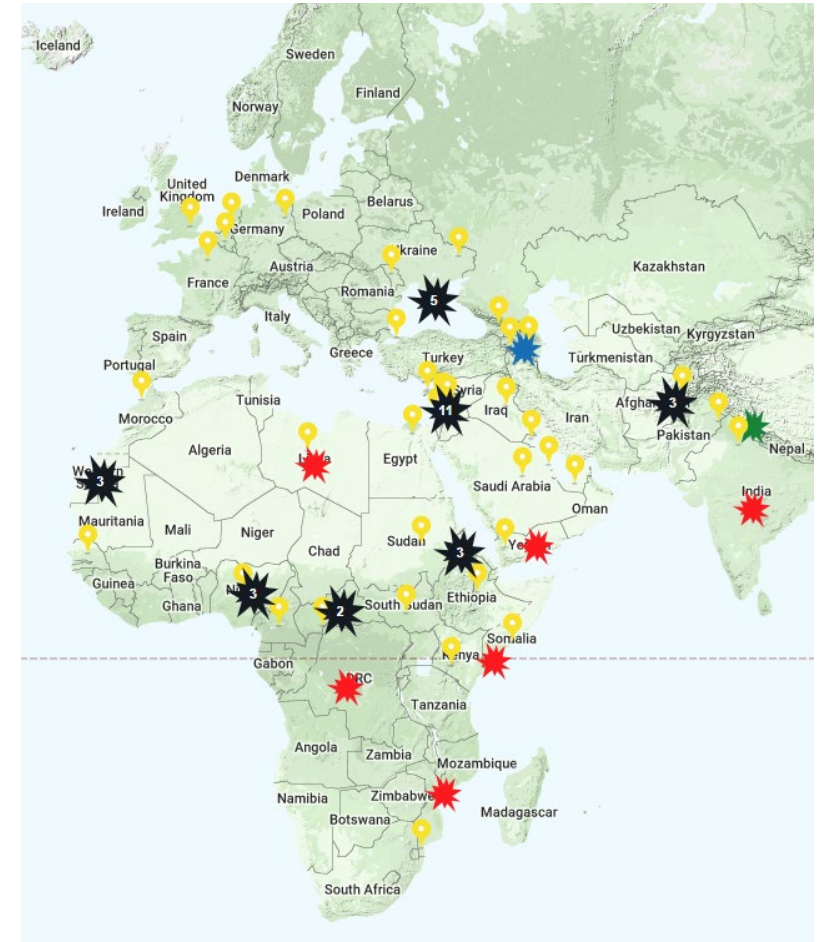 Iceland
Sweden
Finland
Norway
Denmark
United
Kingdom
Ireland
Belarus
Poland
Germany
Ukraine
Austria
Kazakhstan
France
Romania
Italy
Uzbekistan
Kyrgyzstan
Spain
Greece
Turkey
Türkmenistan
Portugal
5
Syria
Tunisia
Iraq
Iran
3
Morocco
11
Pakistan
Algeria
Egypt
Nepal
3
Saudi Arabia
India
Oman
Mauritania
Mali
Niger
Sudan
Chad
3
Burkina
Faso
Guinea
Ghana
3
2
South Sudan
Ethiopia
Somalia
Kenya
Gabon
DRC
Tanzania
Angola
Zambia
Mozambique
Namibia
Zimbabwe
Botswana
Madagascar
South Africa